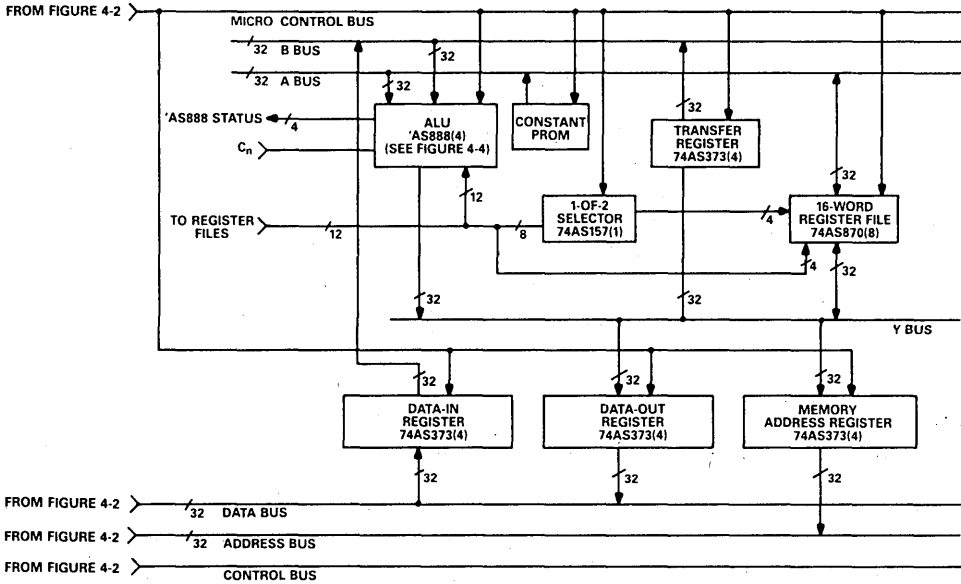 FROM FIGURE 4-2
MICRO CONTROL BUS
32 B BUS
32
32 A BUS
32
'AS888 STATUS
4
Cn
ALU
'AS888(4)
(SEE FIGURE 4-4)
CONSTANT
PROM
32
TRANSFER
REGISTER
74AS373(4)
32
12
TO REGISTER
FILES
12
8
1-OF-2
SELECTOR
74AS157(1)
4
16-WORD
REGISTER FILE
74AS870(8)
4
32
32
32
Y BUS
32
32
32
DATA-IN
REGISTER
74AS373(4)
DATA-OUT
REGISTER
74AS373(4)
MEMORY
ADDRESS REGISTER
74AS373(4)
32
32
32
FROM FIGURE 4-2
32 DATA BUS
FROM FIGURE 4-2
32 ADDRESS BUS
FROM FIGURE 4-2
CONTROL BUS